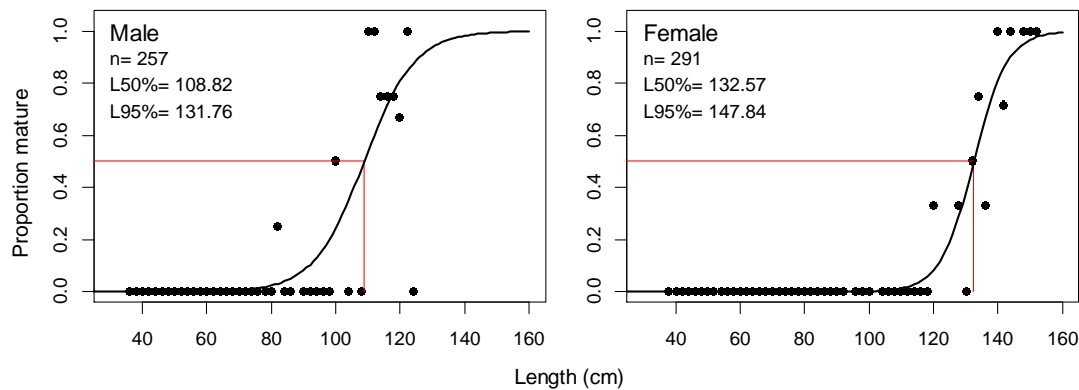 Male
n= 257
L50%= 108.82
L95%= 131.76
Female
n= 291
L50%= 132.57
L95%= 147.84
Proportion mature
1.0
0.8
0.6
0.4
0.2
0.0
1.0
0.8
0.6
0.4
0.2
0.0
40 60 80 100 120 140 160
40 60 80 100 120 140 160
Length (cm)